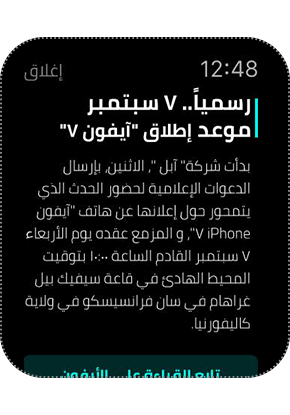 إغلاق 12:48
رسمياً.. ٧ سبتمبر
موعد إطلاق "آيفون ٧"
بدأت شركة" آبل "، الاثنين، بإرسال
الدعوات الإعلامية لحضور الحدث الذي
يتمحور حول إعلانها عن هاتف "آيفون
٧ iPhone"، و المزمع عقده يوم الأربعاء
٧ سبتمبر القادم الساعة ١٠:٠٠ بتوقيت
المحيط الهادئ في قاعة سيفيك بيل
غراهام في سان فرانسيسكو في ولاية
كاليفورنيا.
تابع القراءة على الآيفون